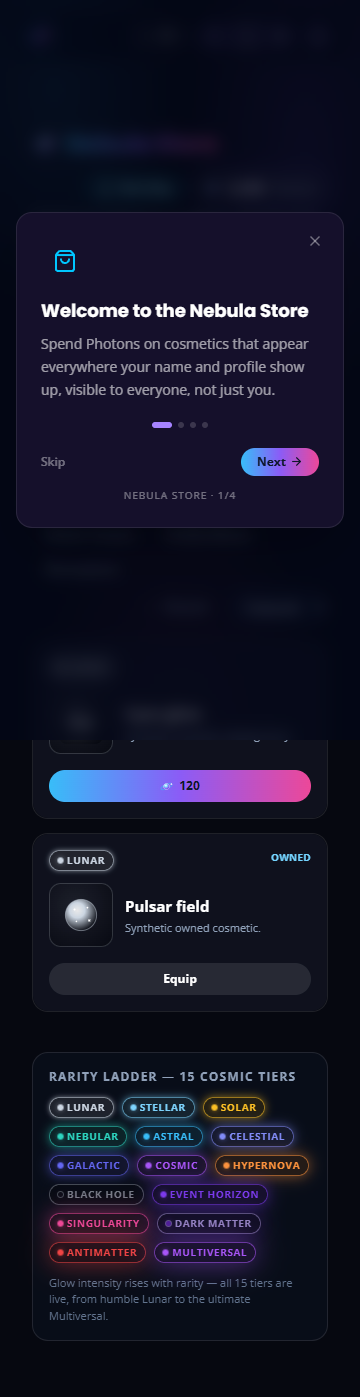 Welcome to the Nebula Store
Spend Photons on cosmetics that appear
everywhere your name and profile show
up, visible to everyone, not just you.
Skip
Next →
NEBULA STORE · 1/4
120
LUNAR
OWNED
Pulsar field
Synthetic owned cosmetic.
Equip
RARITY LADDER — 15 COSMIC TIERS
LUNAR STELLAR SOLAR
NEBULAR ASTRAL CELESTIAL
GALACTIC COSMIC HYPERNOVA
BLACK HOLE EVENT HORIZON
SINGULARITY DARK MATTER
ANTIMATTER MULTIVERSAL
Glow intensity rises with rarity — all 15 tiers are
live, from humble Lunar to the ultimate
Multiversal.